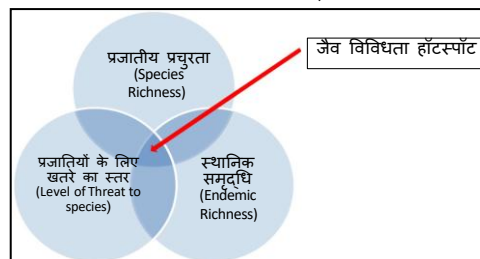 प्रजातीय प्रचुरता
(Species
Richness)
जैव विविधता हॉटस्पॉट
प्रजातियों के लिए
खतरे का स्तर
(Level of Threat to
species)
स्थानिक
समृद्धि
(Endemic
Richness)